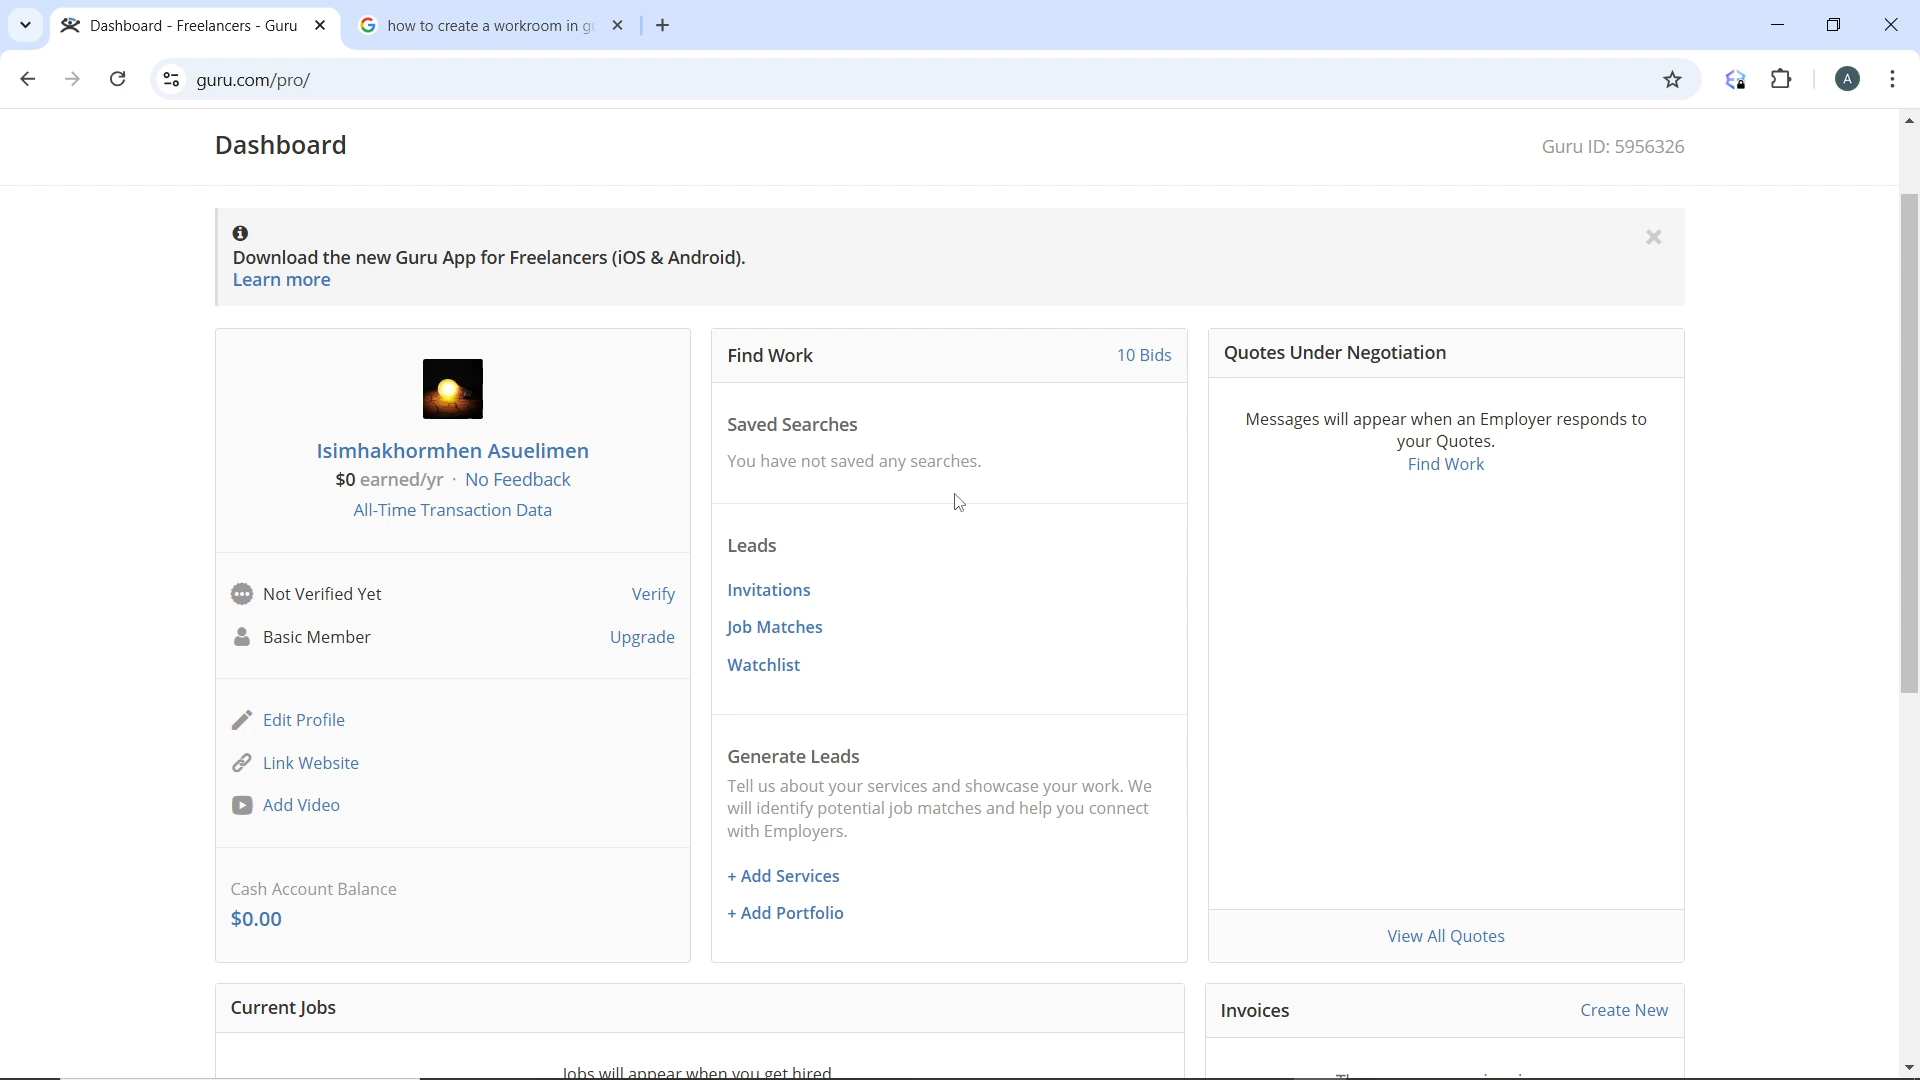 Dashboard - Freelancers - Guru
how to create a workroom in gu
guru.com/pro/
A
Dashboard
Guru ID: 5956326
Download the new Guru App for Freelancers (iOS & Android).
Learn more
Isimhakhormhen Asuelimen
$0 earned/yr · No Feedback
All-Time Transaction Data
Not Verified Yet
Verify
Basic Member
Upgrade
Edit Profile
Link Website
Add Video
Cash Account Balance
$0.00
Find Work
10 Bids
Saved Searches
You have not saved any searches.
Leads
Invitations
Job Matches
Watchlist
Generate Leads
Tell us about your services and showcase your work. We
will identify potential job matches and help you connect
with Employers.
+ Add Services
+ Add Portfolio
Quotes Under Negotiation
Messages will appear when an Employer responds to
your Quotes.
Find Work
View All Quotes
Current Jobs
Jobs will appear when you get hired
Invoices
Create New